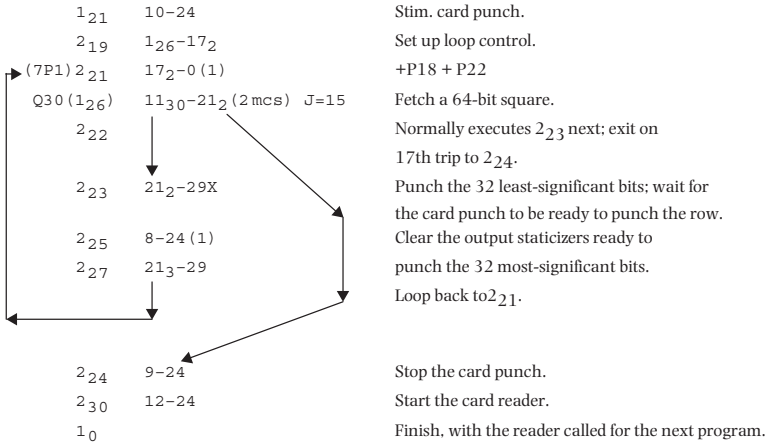 1₂₁ 10–24 Stim. card punch.
2₁₉ 1₂₆–17₂ Set up loop control.
(7P1)2₂₁ 17₂–0(1) +P18 + P22
Q30(1₂₆) 11₃₀–21₂(2mcs) J=15 Fetch a 64-bit square.
2₂₂ Normally executes 2₂₃ next; exit on
17th trip to 2₂₄.
2₂₃ 21₂–29X Punch the 32 least-significant bits; wait for
the card punch to be ready to punch the row.
2₂₅ 8–24(1) Clear the output staticizers ready to
2₂₇ 21₃–29 punch the 32 most-significant bits.
Loop back to2₂₁.
2₂₄ 9–24 Stop the card punch.
2₃₀ 12–24 Start the card reader.
1₀ Finish, with the reader called for the next program.